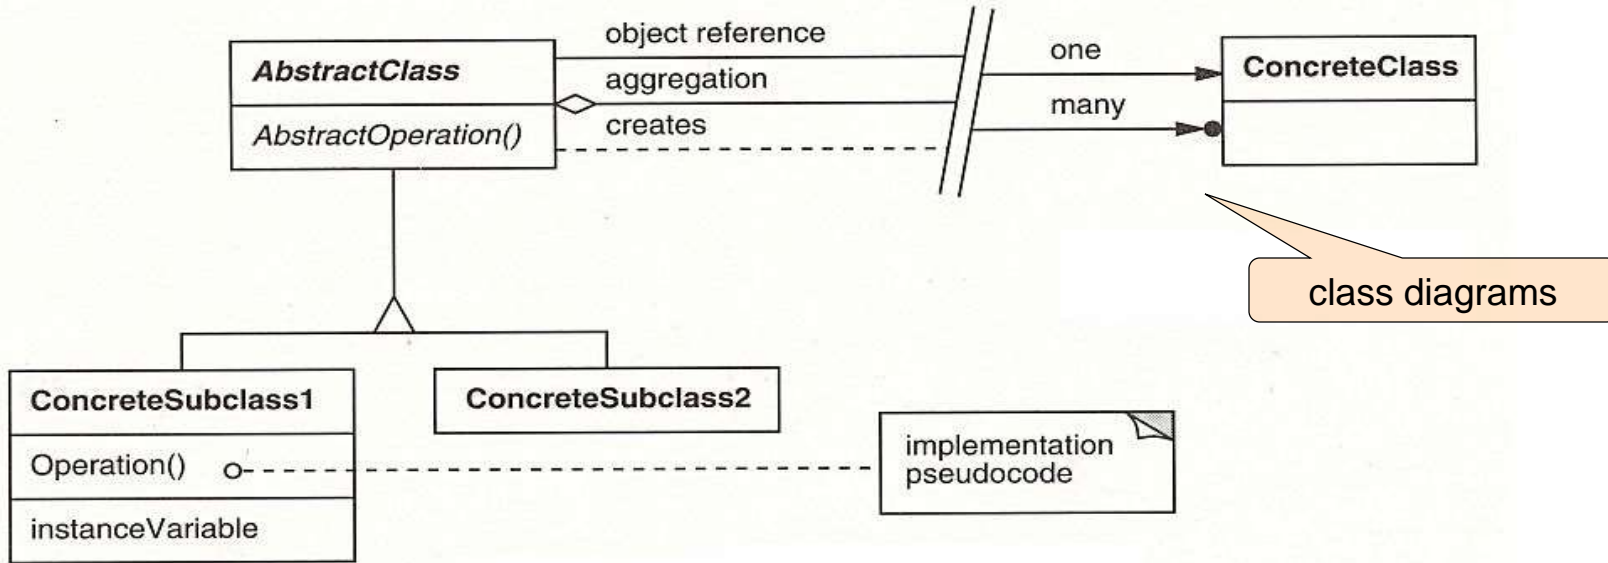 object reference
AbstractClass
aggregation
AbstractOperation()
creates
one
many
ConcreteClass
class diagrams
ConcreteSubclass1
Operation()
instanceVariable
ConcreteSubclass2
implementation
pseudocode